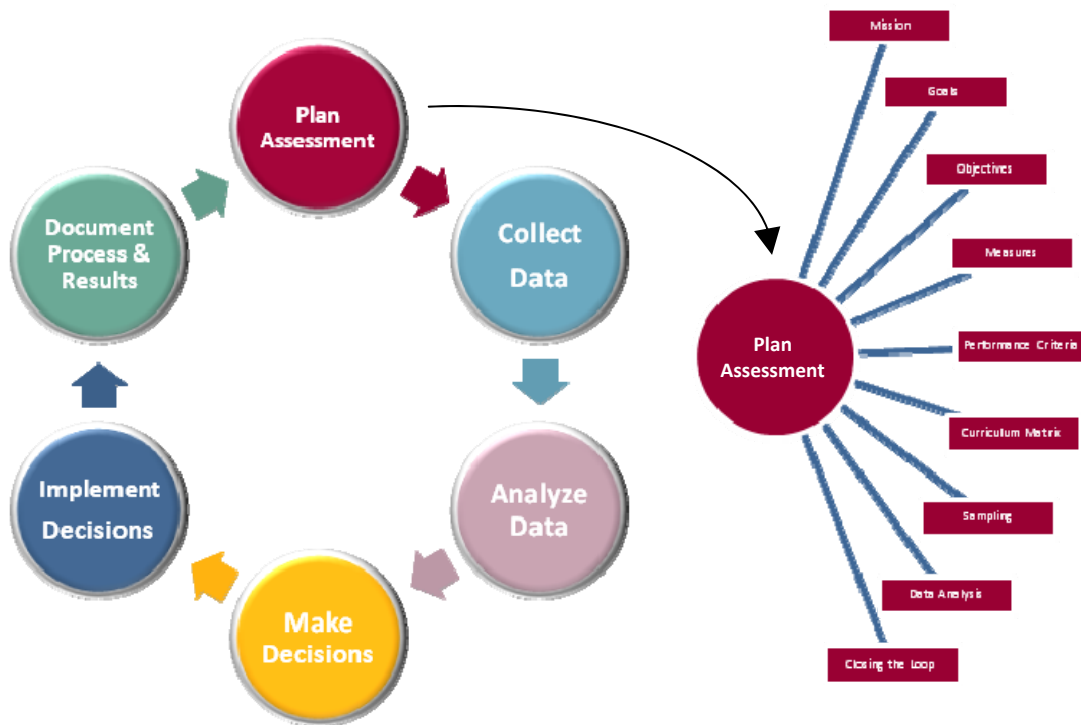 Plan
Assessment
Collect
Data
Analyze
Data
Make
Decisions
Implement
Decisions
Document
Process &
Results
Plan
Assessment
Mission
Goals
Objectives
Measures
Performance Criteria
Curriculum Matrix
Sampling
Data Analysis
Closing the Loop